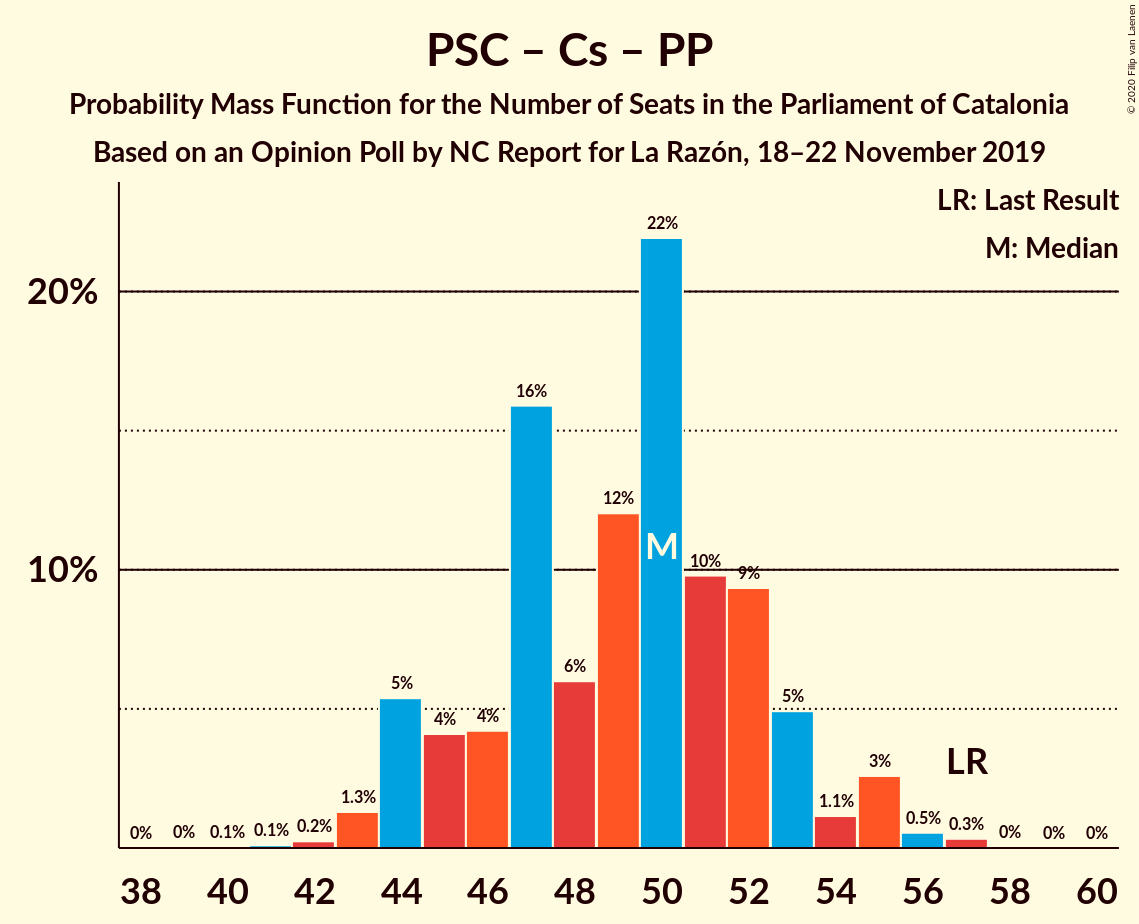 PSC – Cs – PP
Probability Mass Function for the Number of Seats in the Parliament of Catalonia
Based on an Opinion Poll by NC Report for La Razón, 18–22 November 2019
© 2020 Filip van Laenen
LR: Last Result
M: Median
20%
10%
0% 0% 0.1% 0.1% 0.2% 1.3% 5% 4% 4% 16% 6% 12% 22% 10% 9% 5% 1.1% 3% 0.5% 0.3% 0% 0% 0%
M
LR
38 40 42 44 46 48 50 52 54 56 58 60